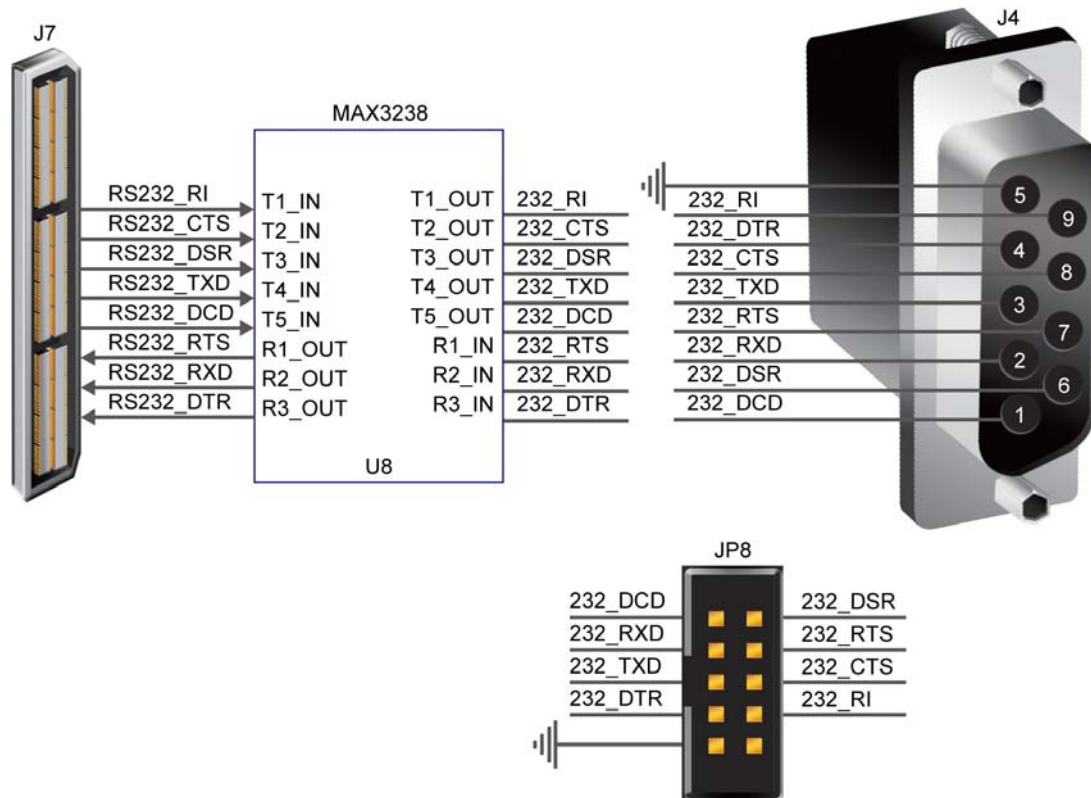 J7
J4
MAX3238
RS232_RI
RS232_CTS
RS232_DSR
RS232_TXD
RS232_DCD
RS232_RTS
RS232_RXD
RS232_DTR
T1_IN
T2_IN
T3_IN
T4_IN
T5_IN
R1_OUT
R2_OUT
R3_OUT
T1_OUT
T2_OUT
T3_OUT
T4_OUT
T5_OUT
R1_IN
R2_IN
R3_IN
U8
232_RI
232_CTS
232_DSR
232_TXD
232_DCD
232_RTS
232_RXD
232_DTR
232_RI
232_DTR
232_CTS
232_TXD
232_RTS
232_RXD
232_DSR
232_DCD
5
9
4
8
3
7
2
6
1
JP8
232_DCD
232_RXD
232_TXD
232_DTR
232_DSR
232_RTS
232_CTS
232_RI